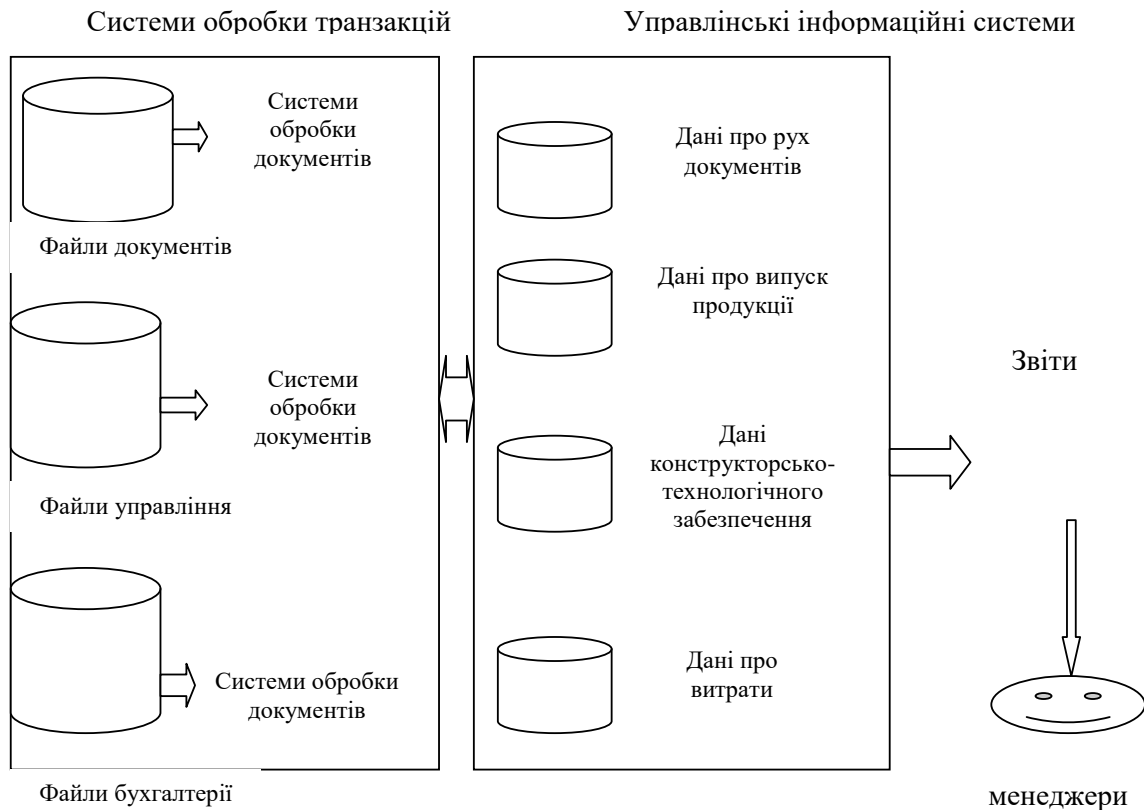 Системи обробки транзакцій
Управлінські інформаційні системи
Системи
обробки
документів
Файли документів
Системи
обробки
документів
Файли управління
Системи обробки
документів
Файли бухгалтерії
Дані про рух
документів
Дані про випуск
продукції
Дані
конструкторсько-
технологічного
забезпечення
Дані про
витрати
Звіти
менеджери